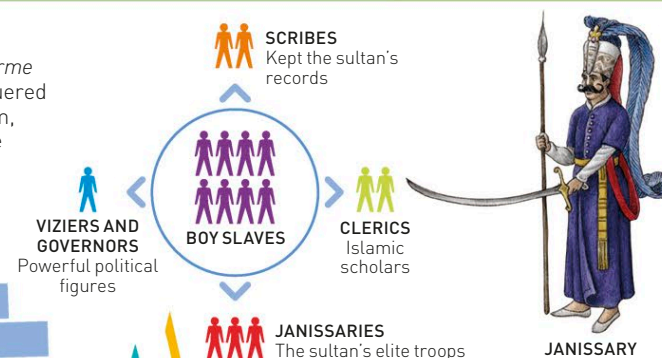 SCRIBES
Kept the sultan's
records
VIZIERS AND
GOVERNORS
Powerful political
figures
BOY SLAVES
CLERICS
Islamic
scholars
JANISSARIES
The sultan's elite troops
JANISSARY